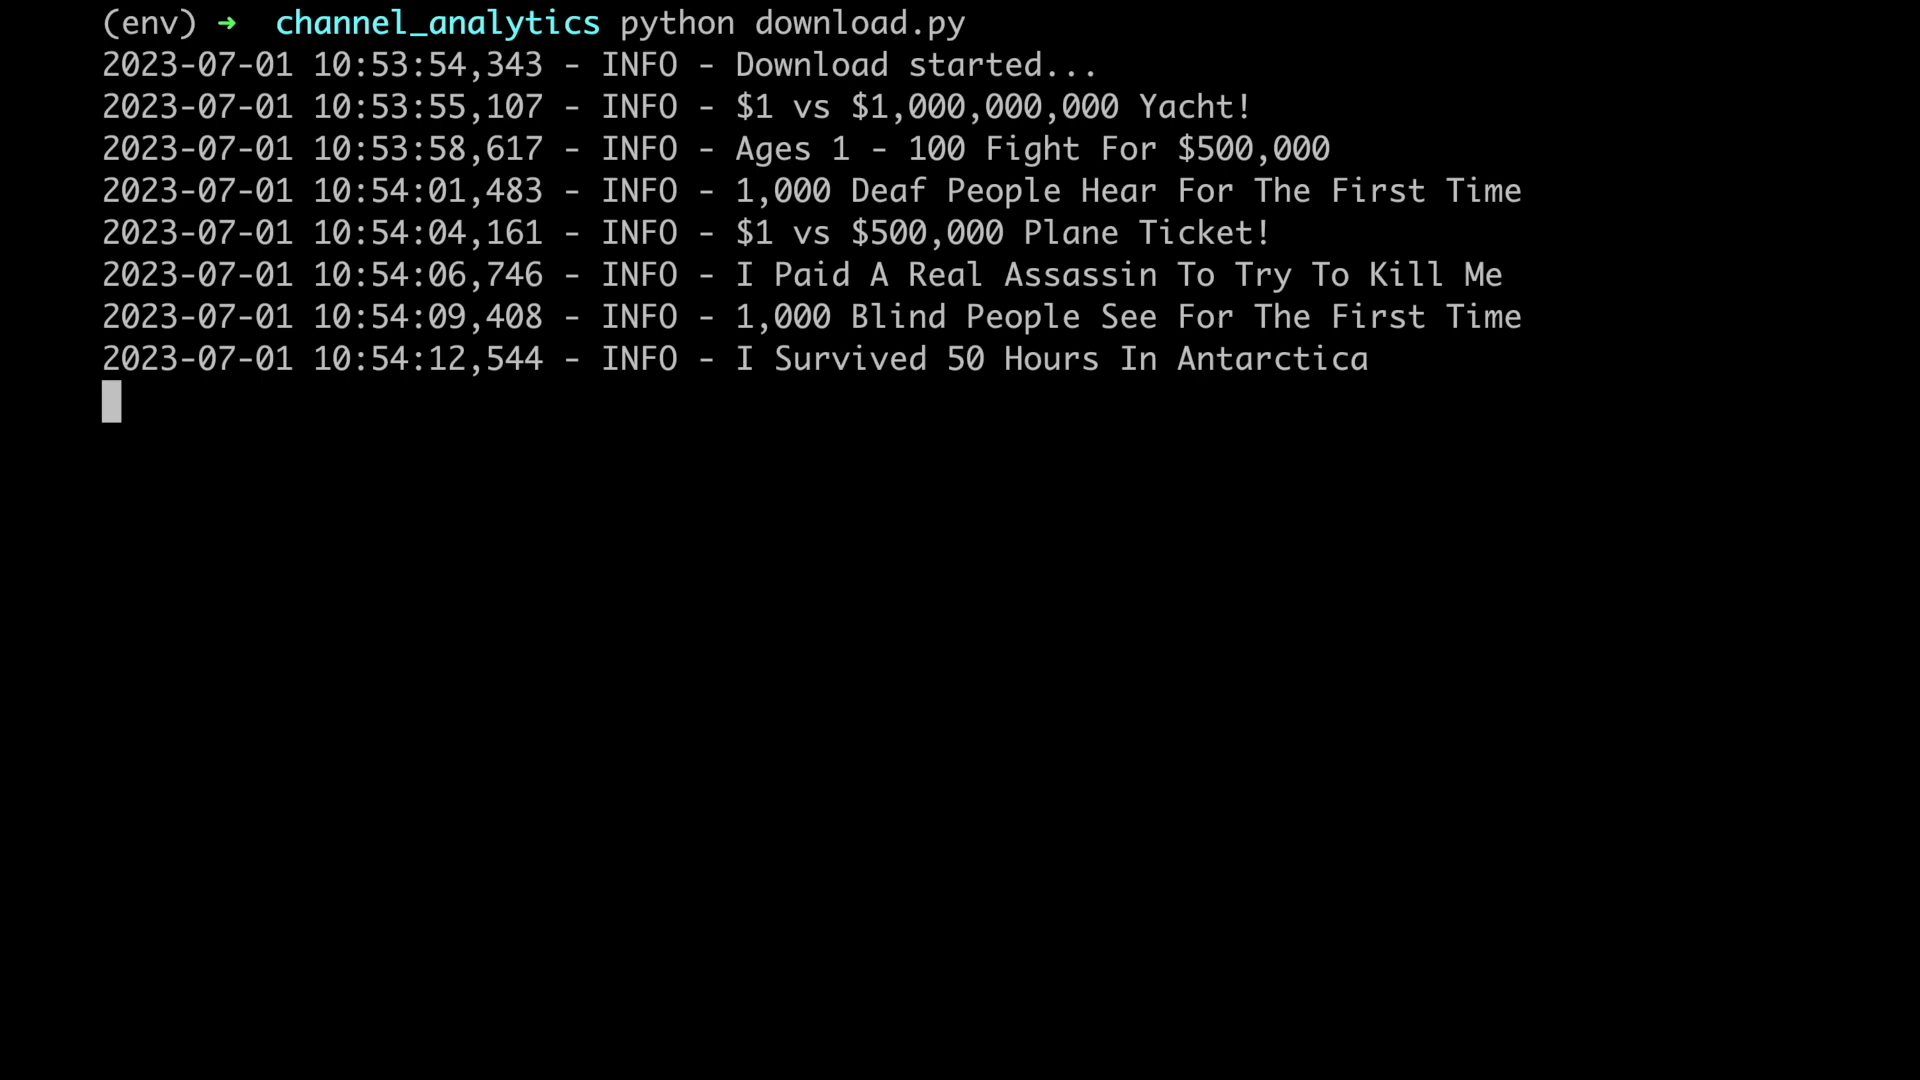 (env) ➜ channel_analytics python download.py
2023-07-01 10:53:54,343 - INFO - Download started...
2023-07-01 10:53:55,107 - INFO - $1 vs $1,000,000,000 Yacht!
2023-07-01 10:53:58,617 - INFO - Ages 1 - 100 Fight For $500,000
2023-07-01 10:54:01,483 - INFO - 1,000 Deaf People Hear For The First Time
2023-07-01 10:54:04,161 - INFO - $1 vs $500,000 Plane Ticket!
2023-07-01 10:54:06,746 - INFO - I Paid A Real Assassin To Try To Kill Me
2023-07-01 10:54:09,408 - INFO - 1,000 Blind People See For The First Time
2023-07-01 10:54:12,544 - INFO - I Survived 50 Hours In Antarctica